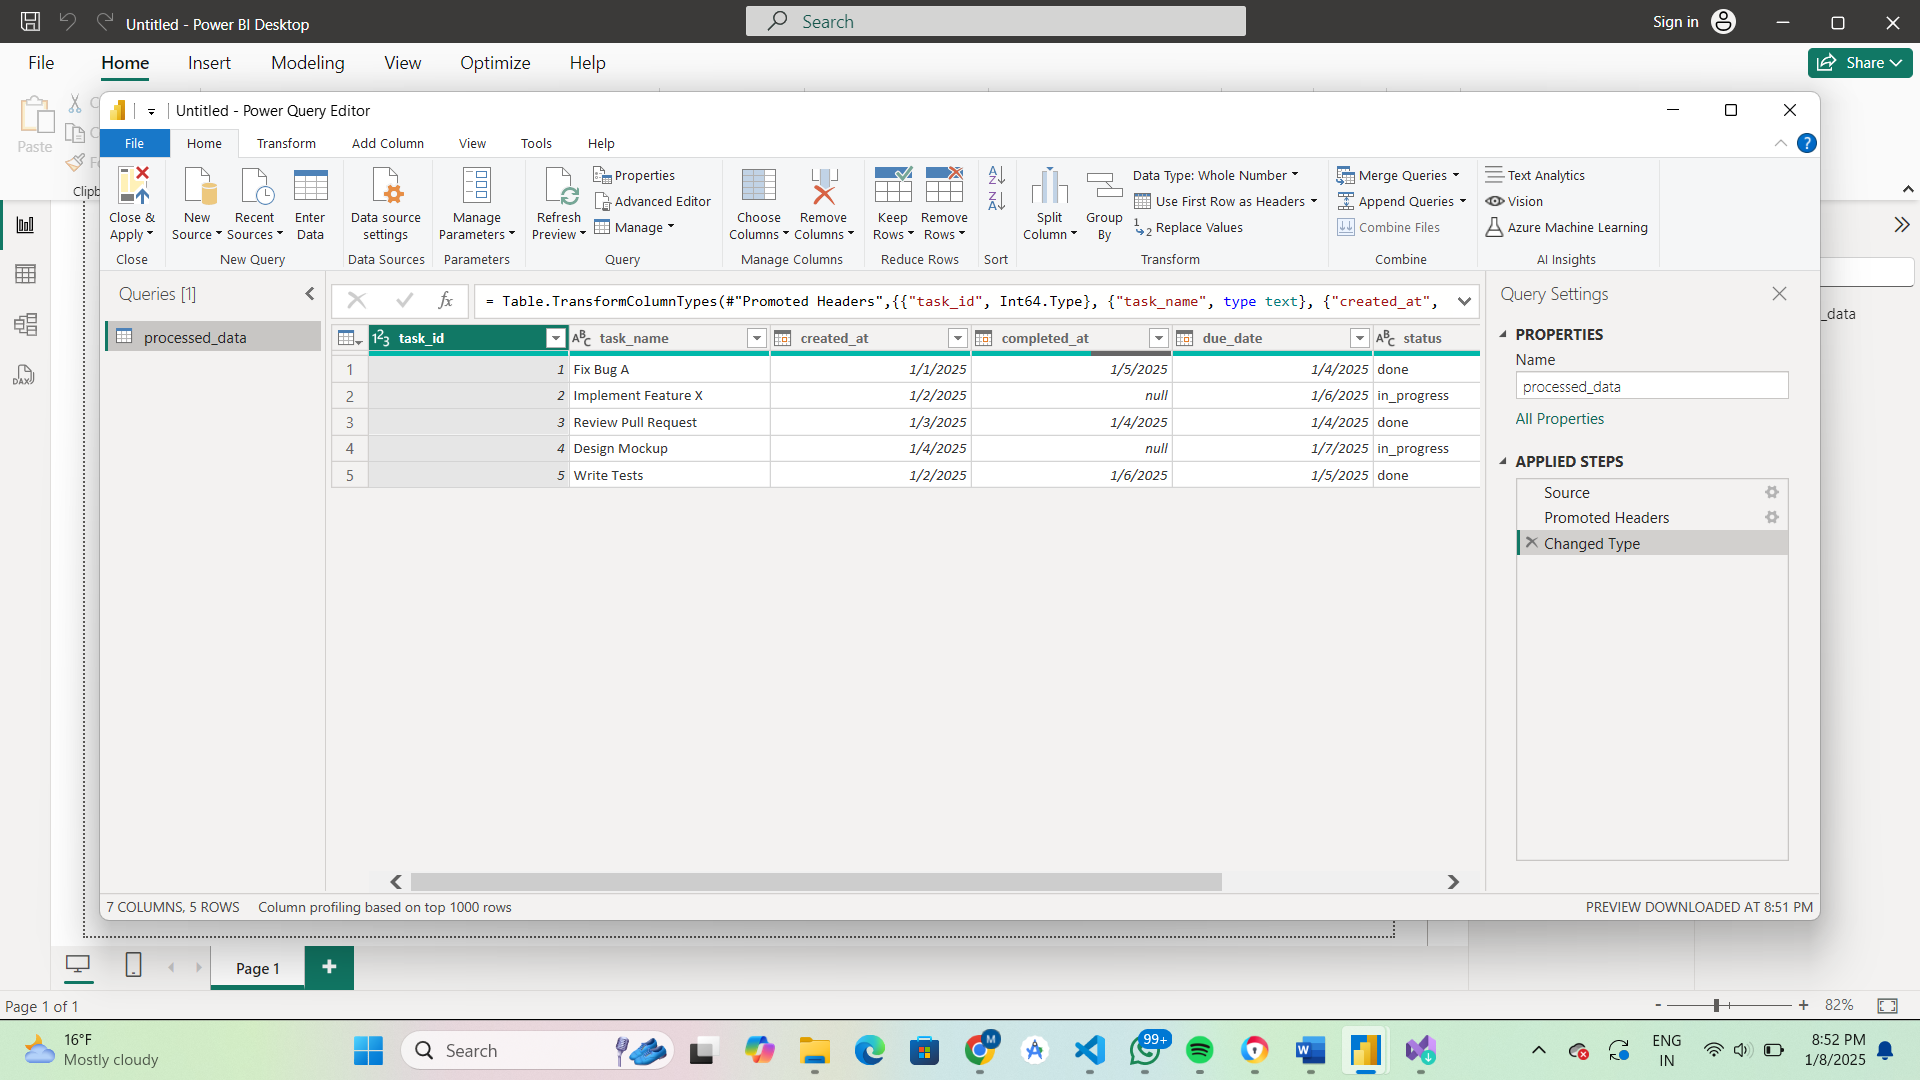 Untitled - Power BI Desktop
Search
Sign in
File Home Insert Modeling View Optimize Help
Share
Paste
Untitled - Power Query Editor
File Home Transform Add Column View Tools Help
Close & Apply
New Source
Recent Sources
Enter Data
Data source settings
Manage Parameters
Refresh Preview
Properties
Advanced Editor
Manage
Choose Columns
Remove Columns
Keep Rows
Remove Rows
Split Column
Group By
Data Type: Whole Number
Use First Row as Headers
Replace Values
Merge Queries
Append Queries
Combine Files
Text Analytics
Vision
Azure Machine Learning
Close New Query Data Sources Parameters Query Manage Columns Reduce Rows Sort Transform Combine AI Insights
Queries [1]
processed_data
fx = Table.TransformColumnTypes(#"Promoted Headers",{{"task_id", Int64.Type}, {"task_name", type text}, {"created_at",
task_id task_name created_at completed_at due_date status
1 1 Fix Bug A 1/1/2025 1/5/2025 1/4/2025 done
2 2 Implement Feature X 1/2/2025 null 1/6/2025 in_progress
3 3 Review Pull Request 1/3/2025 1/4/2025 1/4/2025 done
4 4 Design Mockup 1/4/2025 null 1/7/2025 in_progress
5 5 Write Tests 1/2/2025 1/6/2025 1/5/2025 done
Query Settings
PROPERTIES
Name
processed_data
All Properties
APPLIED STEPS
Source
Promoted Headers
Changed Type
7 COLUMNS, 5 ROWS Column profiling based on top 1000 rows
PREVIEW DOWNLOADED AT 8:51 PM
Page 1
Page 1 of 1
82%
16°F
Mostly cloudy
Search
99+
ENG
IN
8:52 PM
1/8/2025